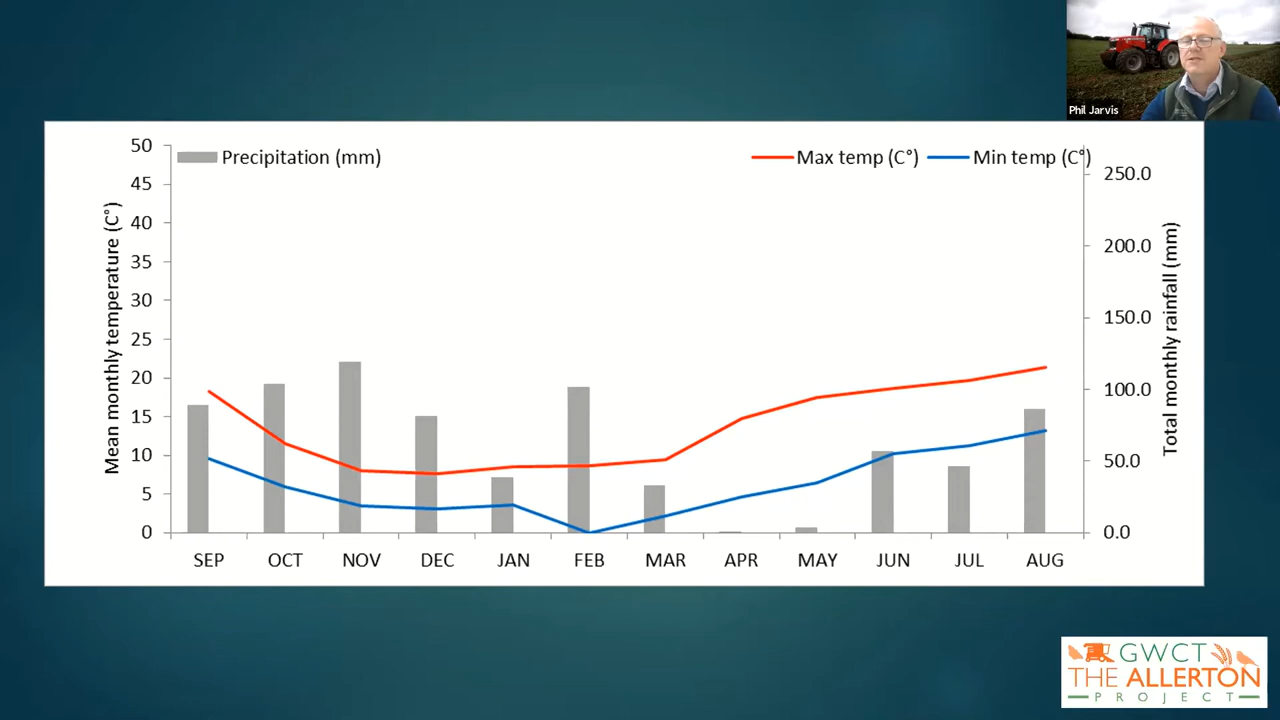 Phil Jarvis
Precipitation (mm)
Max temp (C°)
Min temp (C°)
Mean monthly temperature (C°)
50
45
40
35
30
25
20
15
10
5
0
250.0
200.0
150.0
100.0
50.0
0.0
Total monthly rainfall (mm)
SEP OCT NOV DEC JAN FEB MAR APR MAY JUN JUL AUG
GWCT
THE ALLERTON
PROJECT